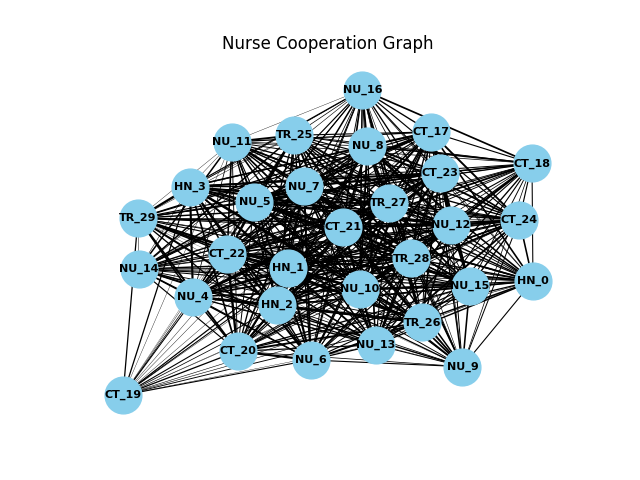 Nurse Cooperation Graph
NU_16
CT_17
TR_25
NU_11
NU_8
CT_18
CT_23
NU_7
HN_3
NU_5
TR_27
TR_29
CT_24
NU_12
CT_21
CT_22
TR_28
HN_1
NU_14
HN_0
NU_15
NU_10
NU_4
HN_2
TR_26
NU_13
CT_20
NU_6
NU_9
CT_19